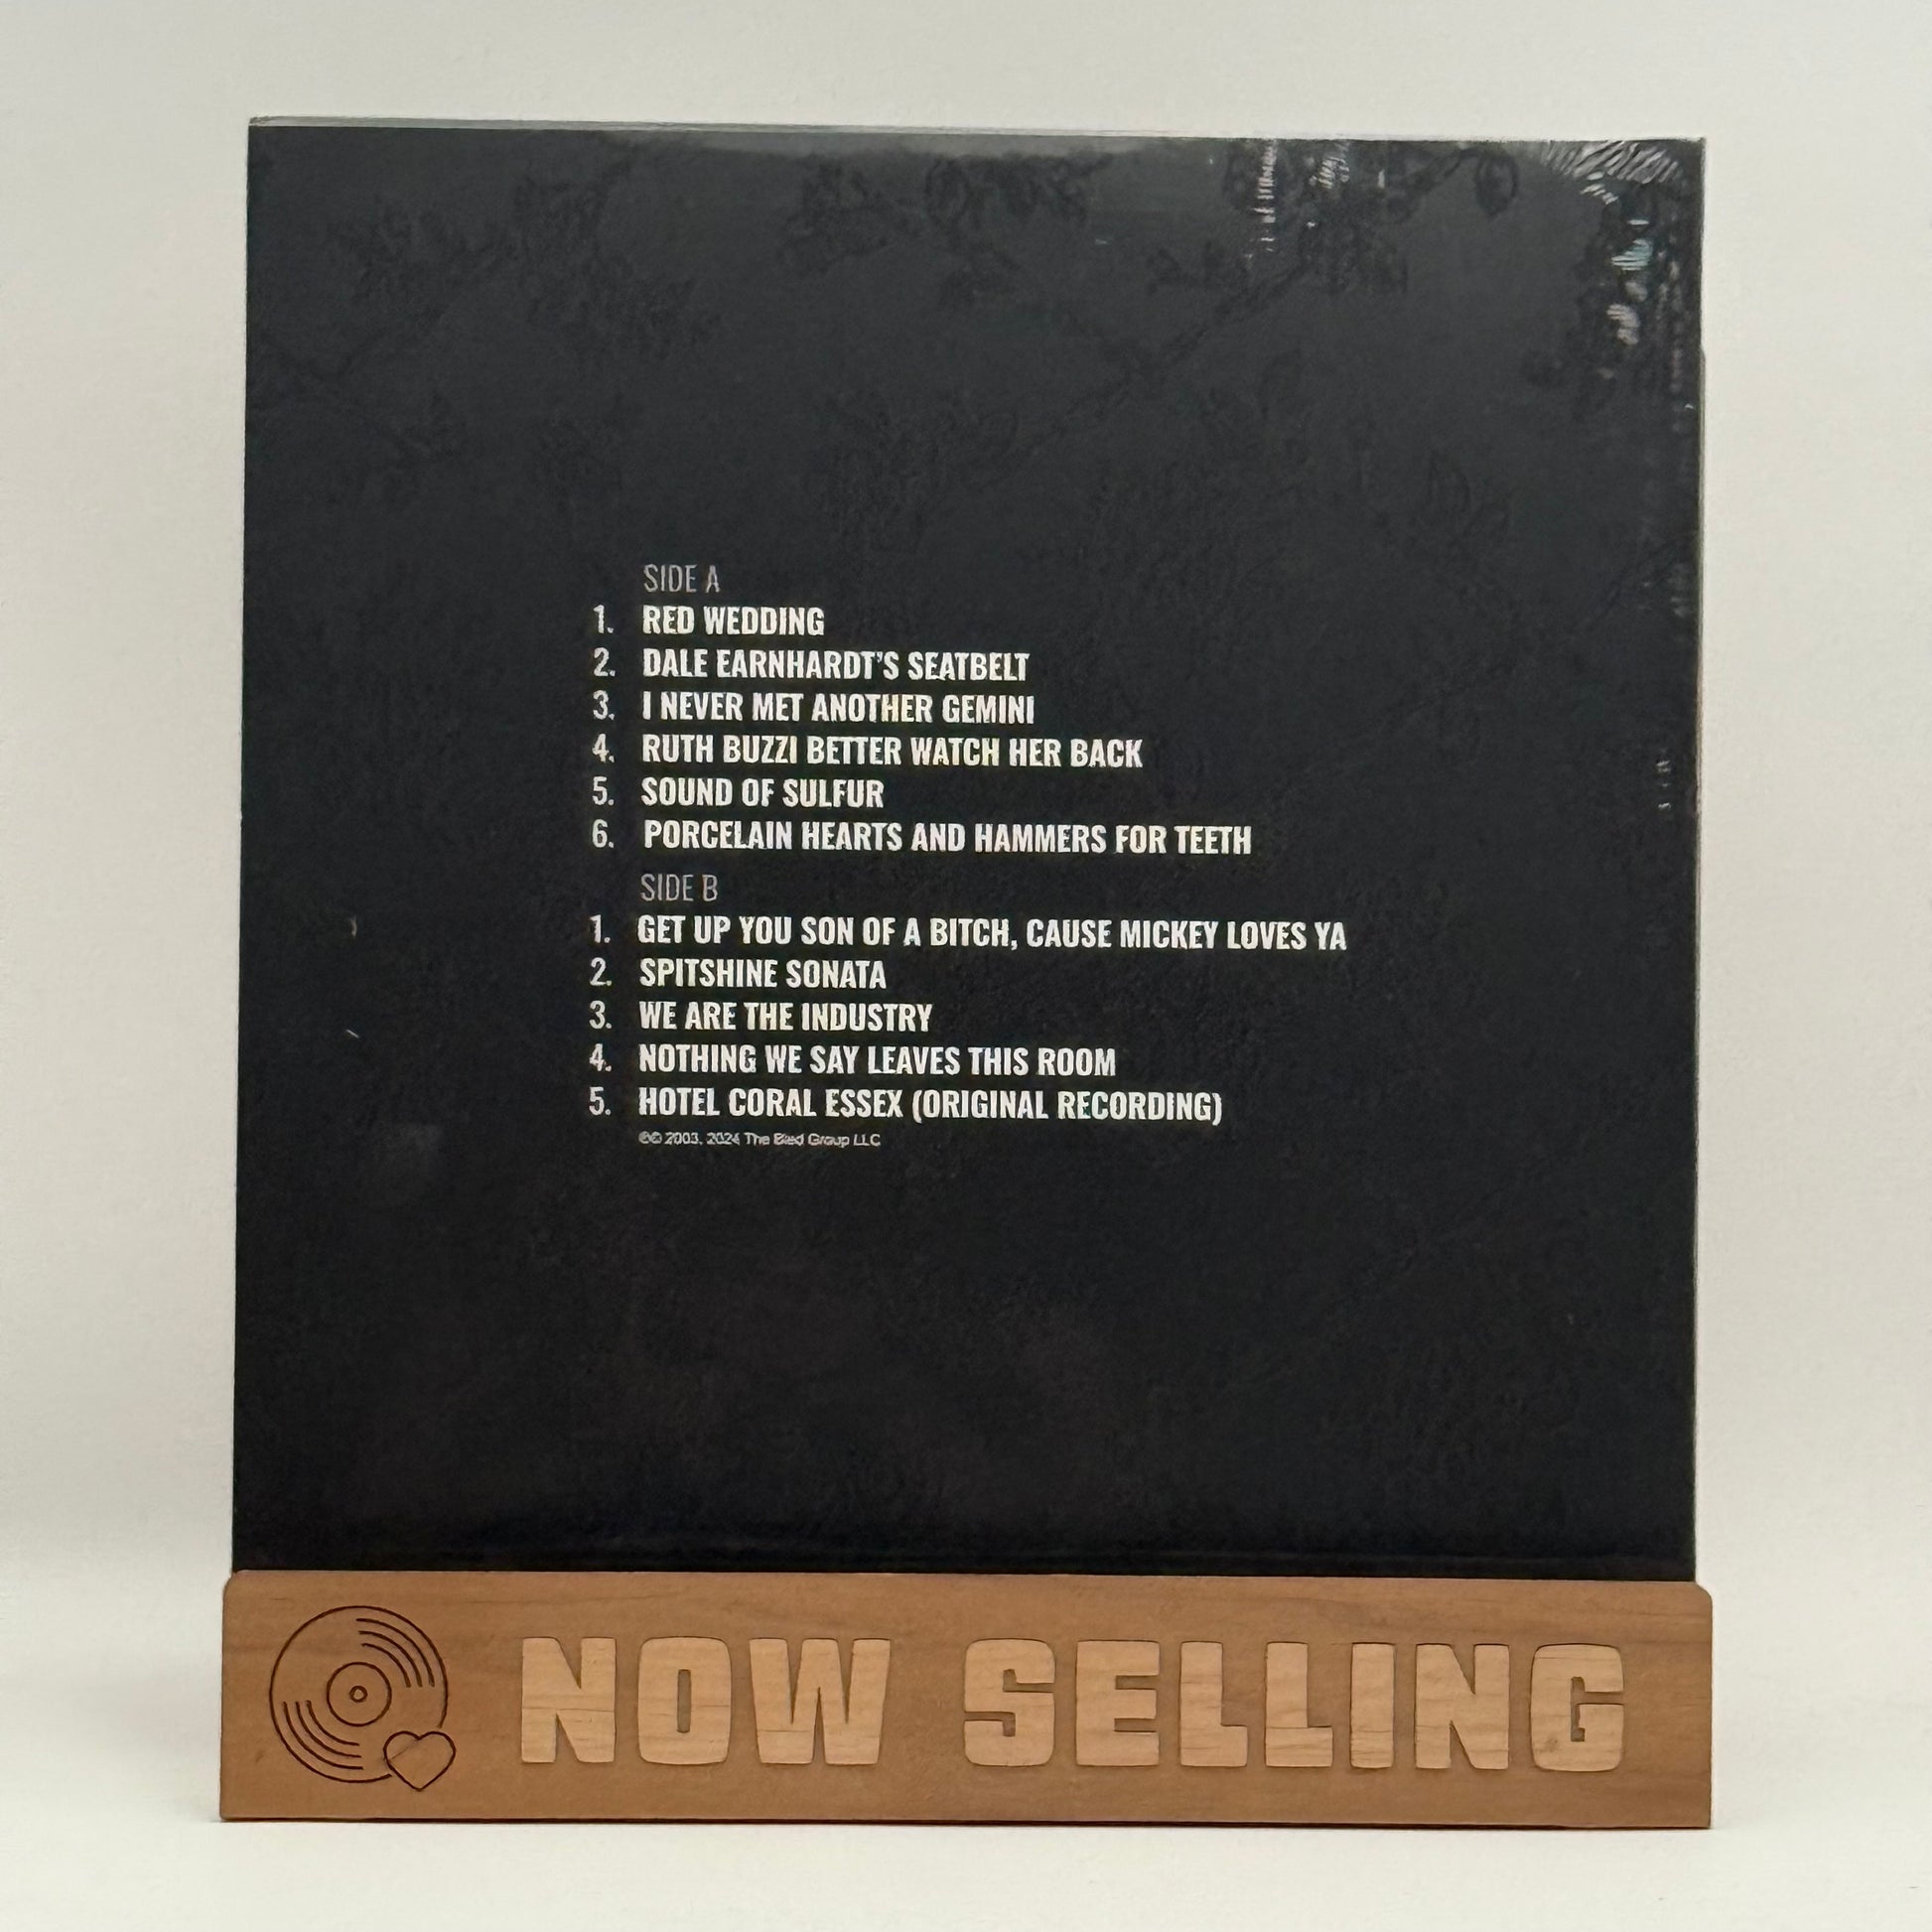 SIDE A
1. RED WEDDING
2. DALE EARNHARDT'S SEATBELT
3. I NEVER MET ANOTHER GEMINI
4. RUTH BUZZI BETTER WATCH HER BACK
5. SOUND OF SULFUR
6. PORCELAIN HEARTS AND HAMMERS FOR TEETH
SIDE B
1. GET UP YOU SON OF A BITCH, CAUSE MICKEY LOVES YA
2. SPITSHINE SONATA
3. WE ARE THE INDUSTRY
4. NOTHING WE SAY LEAVES THIS ROOM
5. HOTEL CORAL ESSEX (ORIGINAL RECORDING)
2003, 2024 The Bled Group LLC
NOW SELLING